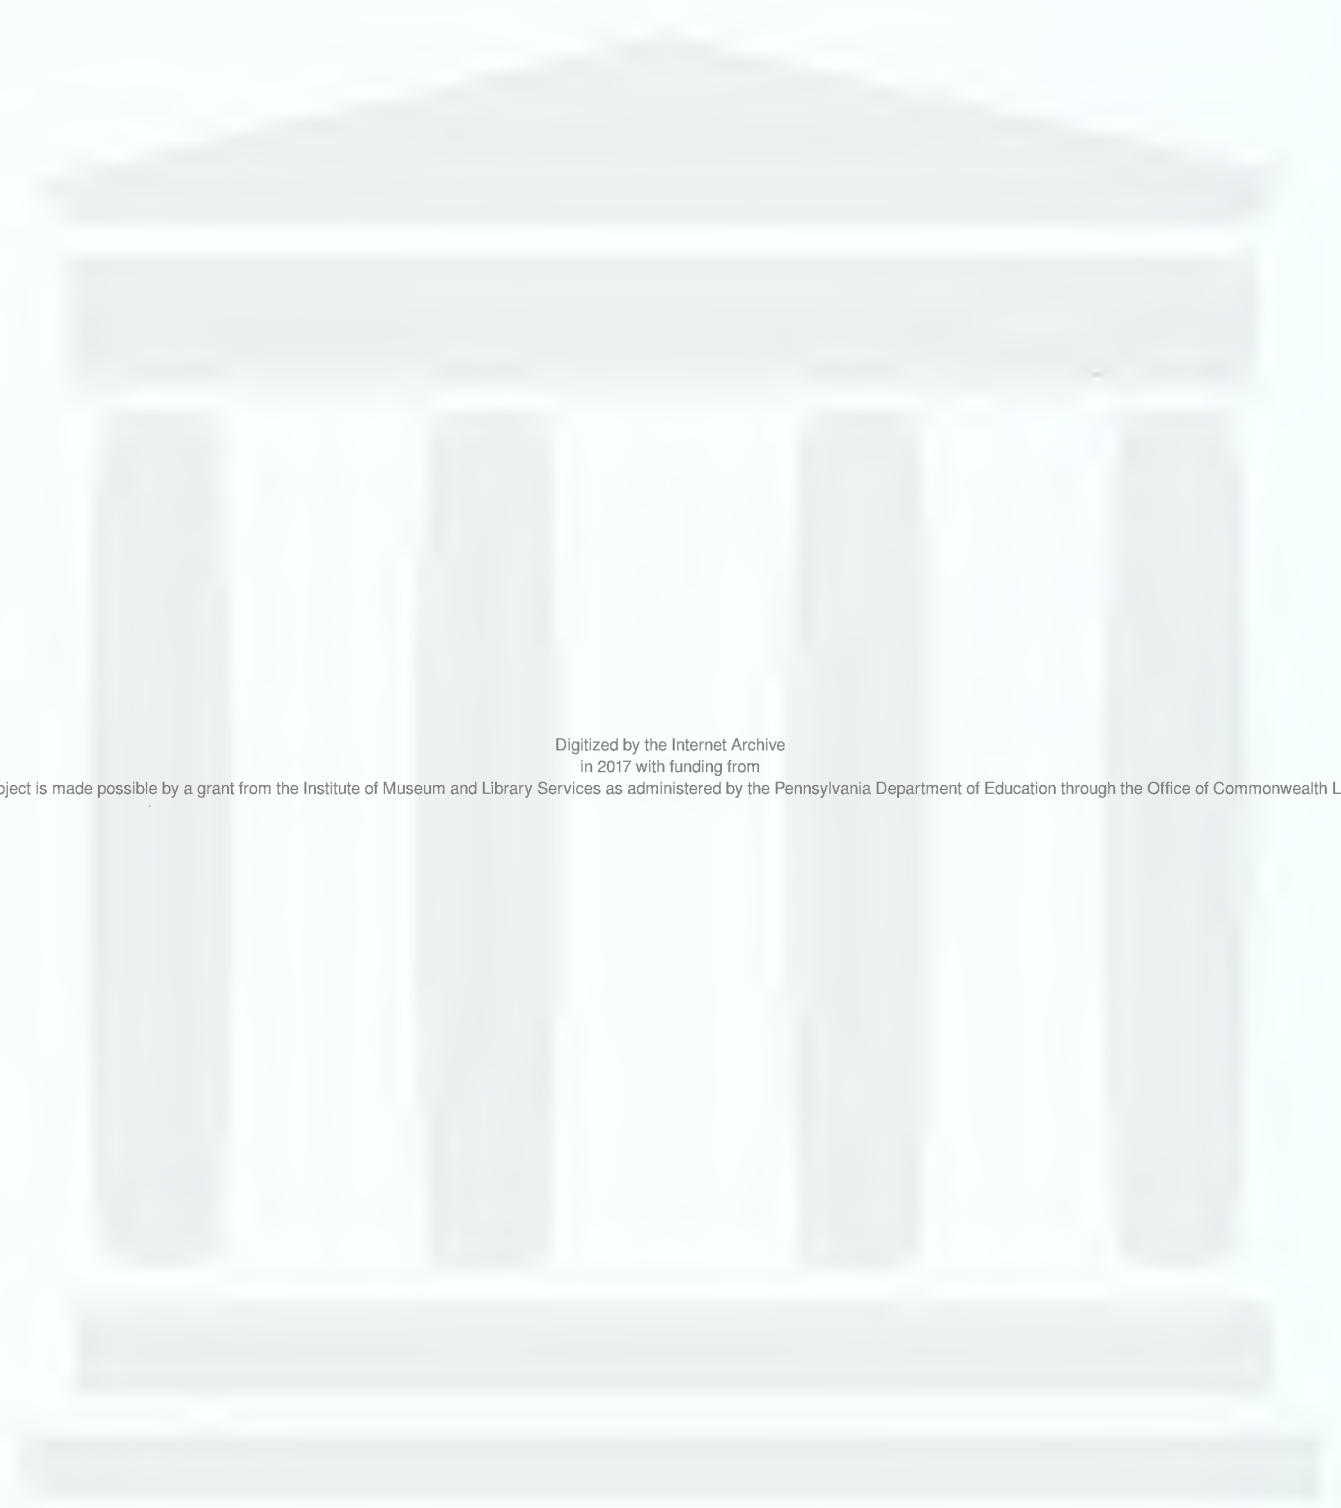 Digitized by the Internet Archive
in 2017 with funding from
is made possible by a grant from the Institute of Museum and Library Services as administered by the Pennsylvania Department of Education through the Office of Commonwealth